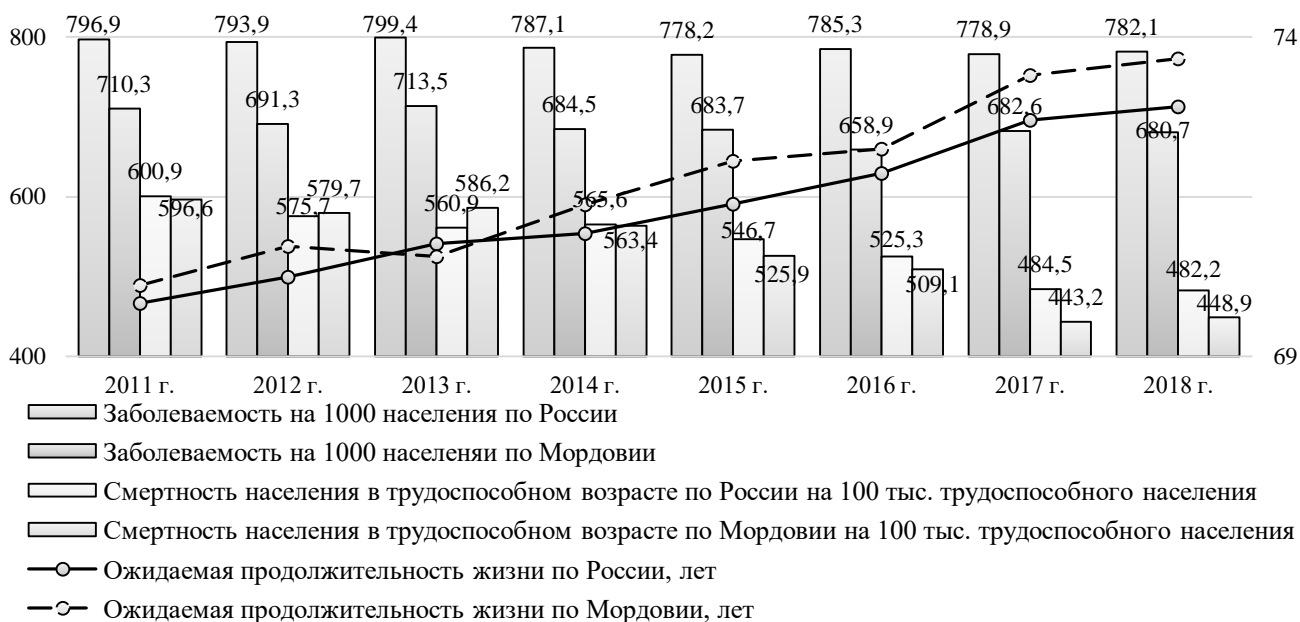 796,9 793,9 799,4 787,1 778,2 785,3 778,9 782,1
800 74
710,3 691,3 713,5 684,5 683,7 658,9 682,6 680,7
600,9 575,7 560,9 565,6 546,7 525,3 484,5 482,2
596,6 579,7 586,2 563,4 525,9 509,1 443,2 448,9
600
400 69
2011 г. 2012 г. 2013 г. 2014 г. 2015 г. 2016 г. 2017 г. 2018 г.
Заболеваемость на 1000 населения по России
Заболеваемость на 1000 населеняи по Мордовии
Смертность населения в трудоспособном возрасте по России на 100 тыс. трудоспособного населения
Смертность населения в трудоспособном возрасте по Мордовии на 100 тыс. трудоспособного населения
Ожидаемая продолжительность жизни по России, лет
Ожидаемая продолжительность жизни по Мордовии, лет